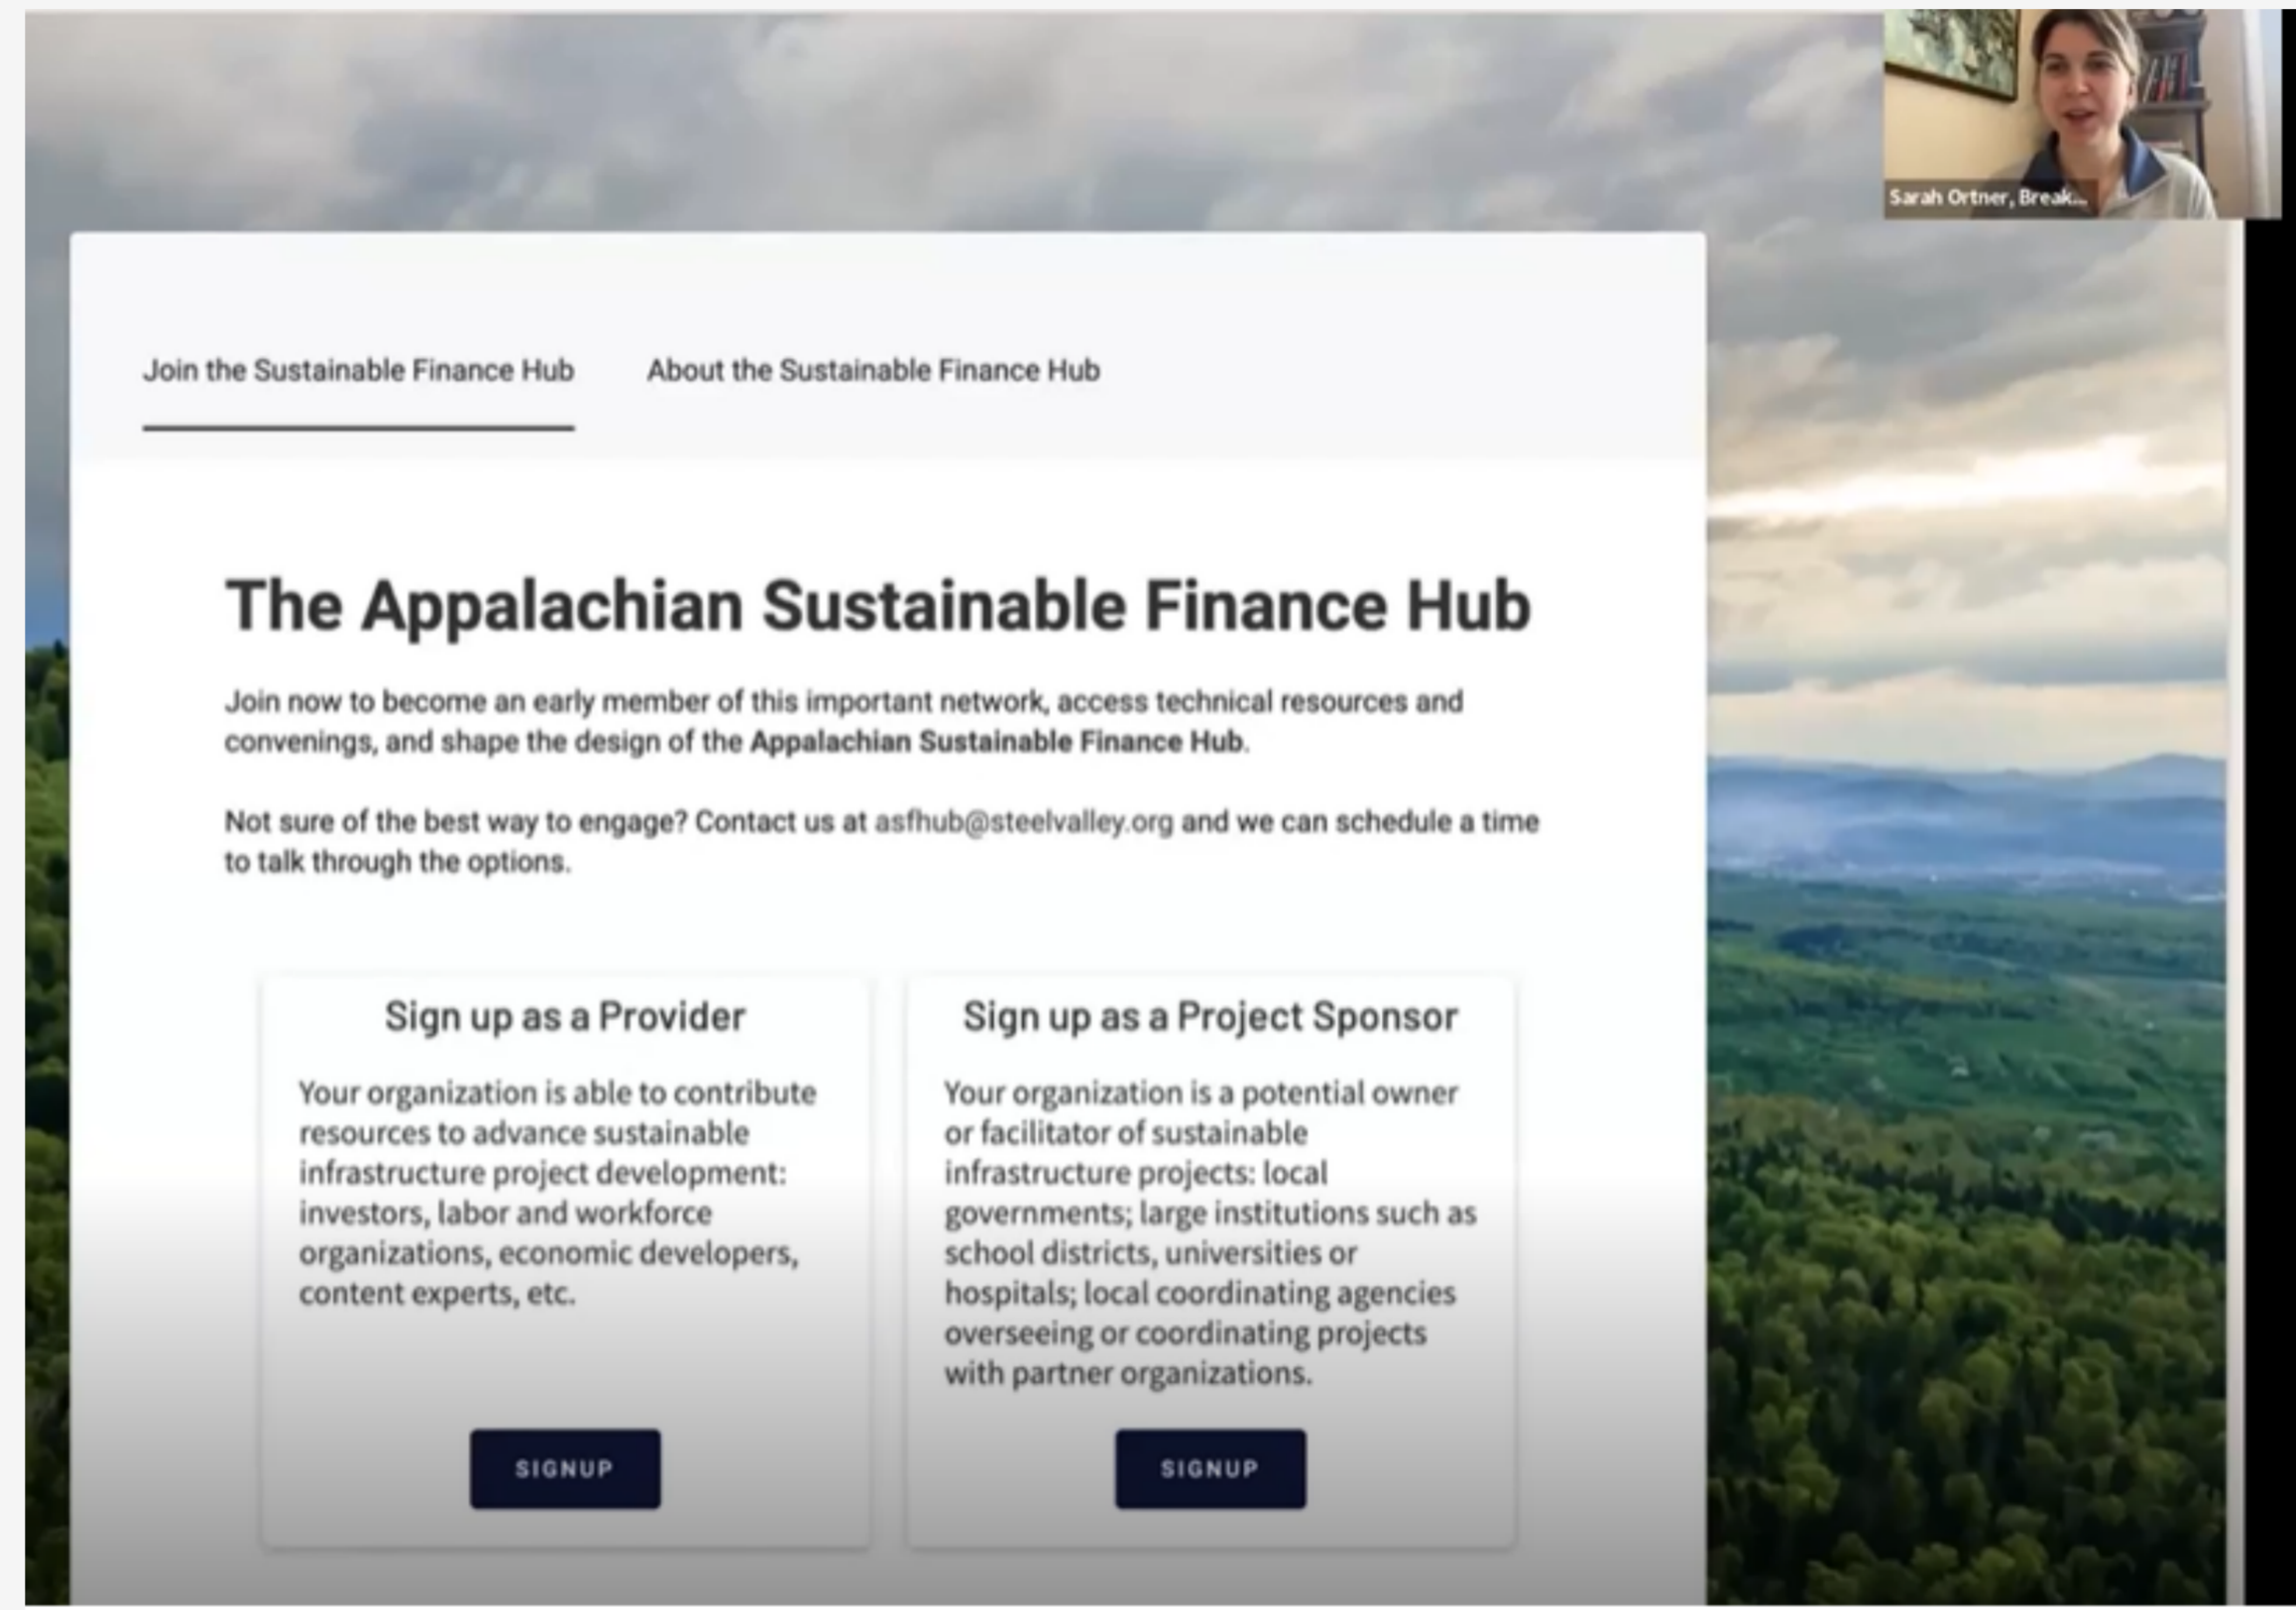 Sarah Ortner, Break...
Join the Sustainable Finance Hub
About the Sustainable Finance Hub
The Appalachian Sustainable Finance Hub
Join now to become an early member of this important network, access technical resources and
convenings, and shape the design of the Appalachian Sustainable Finance Hub.
Not sure of the best way to engage? Contact us at asfhub@steelvalley.org and we can schedule a time
to talk through the options.
Sign up as a Provider
Your organization is able to contribute
resources to advance sustainable
infrastructure project development:
investors, labor and workforce
organizations, economic developers,
content experts, etc.
SIGNUP
Sign up as a Project Sponsor
Your organization is a potential owner
or facilitator of sustainable
infrastructure projects: local
governments; large institutions such as
school districts, universities or
hospitals; local coordinating agencies
overseeing or coordinating projects
with partner organizations.
SIGNUP